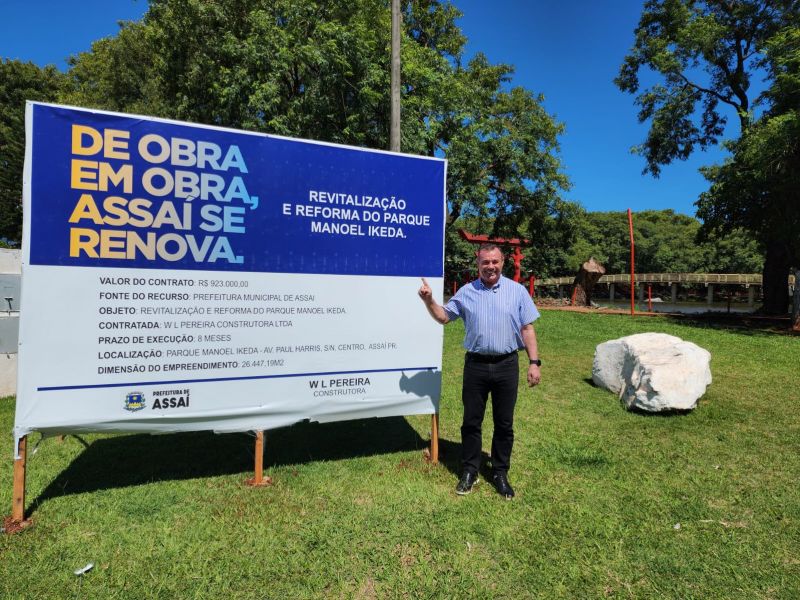 DE OBRA
EM OBRA,
ASSAÍ SE
RENOVA.
REVITALIZAÇÃO
E REFORMA DO PARQUE
MANOEL IKEDA.
VALOR DO CONTRATO: R$ 923.000,00
FONTE DO RECURSO: PREFEITURA MUNICIPAL DE ASSAI
OBJETO: REVITALIZAÇÃO E REFORMA DO PARQUE MANOEL IKEDA.
CONTRATADA: W L PEREIRA CONSTRUTORA LTDA
PRAZO DE EXECUÇÃO: 8 MESES
LOCALIZAÇÃO: PARQUE MANOEL IKEDA - AV. PAUL HARRIS, S/N, CENTRO, ASSAÍ PR.
DIMENSÃO DO EMPREENDIMENTO: 26.447,19M2
PREFEITURA DE
ASSAÍ
W L PEREIRA
CONSTRUTORA